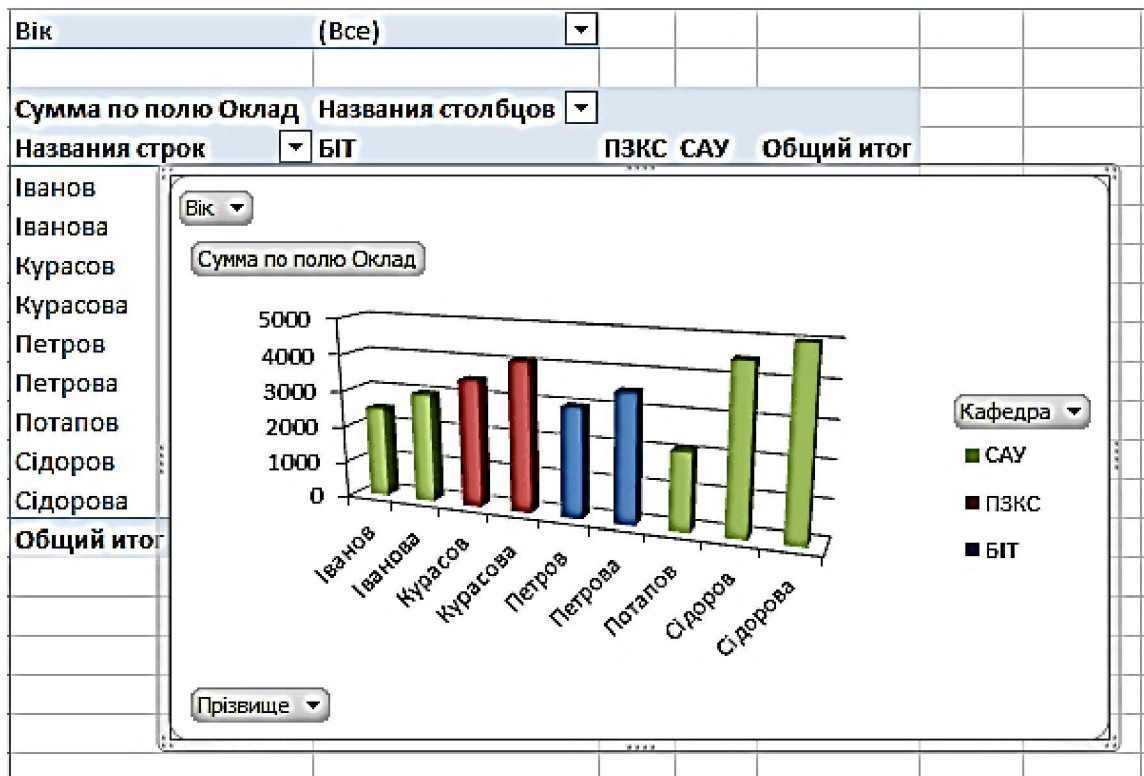 Вік (Все)
Сумма по полю Оклад Названия столбцов
Названия строк БІТ ПЗКС САУ Общий итог
Іванов
Іванова
Курасов
Курасова
Петров
Петрова
Потапов
Сідоров
Сідорова
Общий итог
Вік
Сумма по полю Оклад
5000
4000
3000
2000
1000
0
Іванов
Іванова
Курасов
Курасова
Петров
Петрова
Потапов
Сідоров
Сідорова
Кафедра
САУ
ПЗКС
БІТ
Прізвище